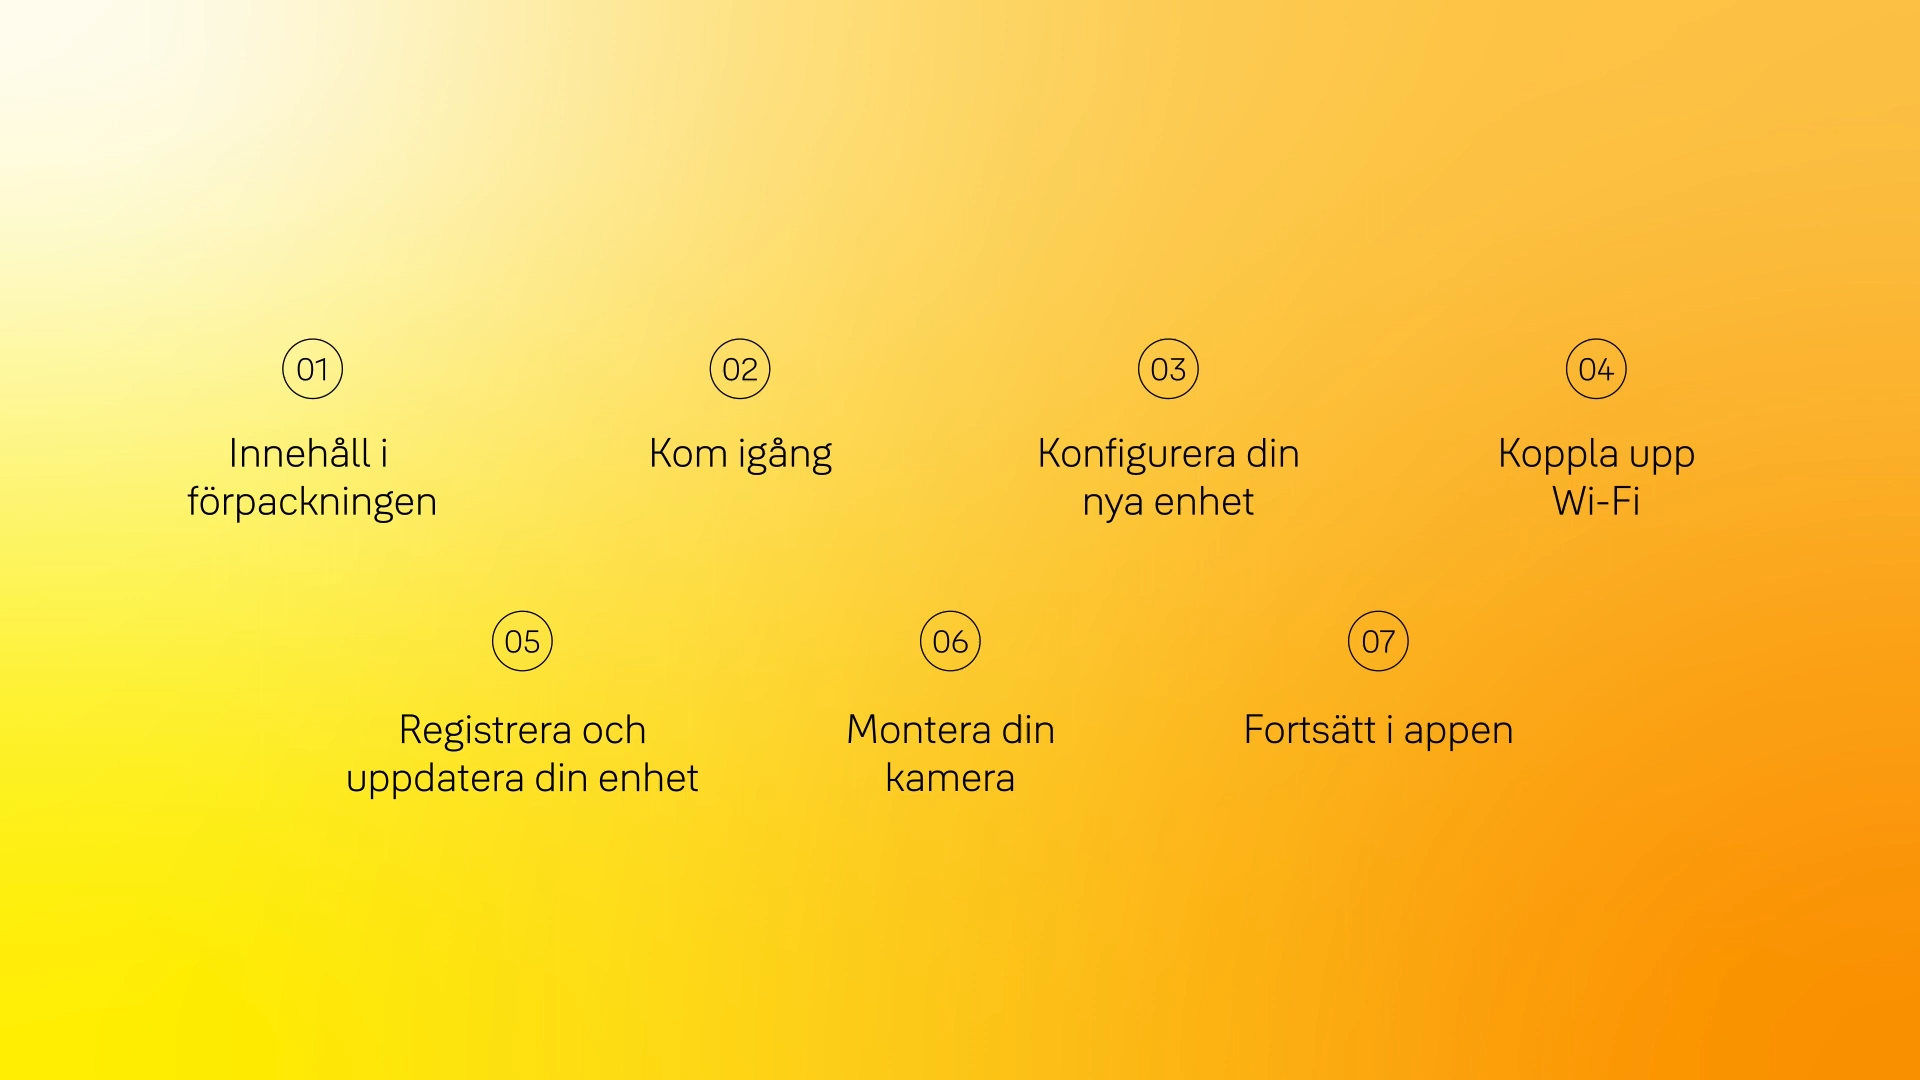 01
Innehåll i
förpackningen
02
Kom igång
03
Konfigurera din
nya enhet
04
Koppla upp
Wi-Fi
05
Registrera och
uppdatera din enhet
06
Montera din
kamera
07
Fortsätt i appen